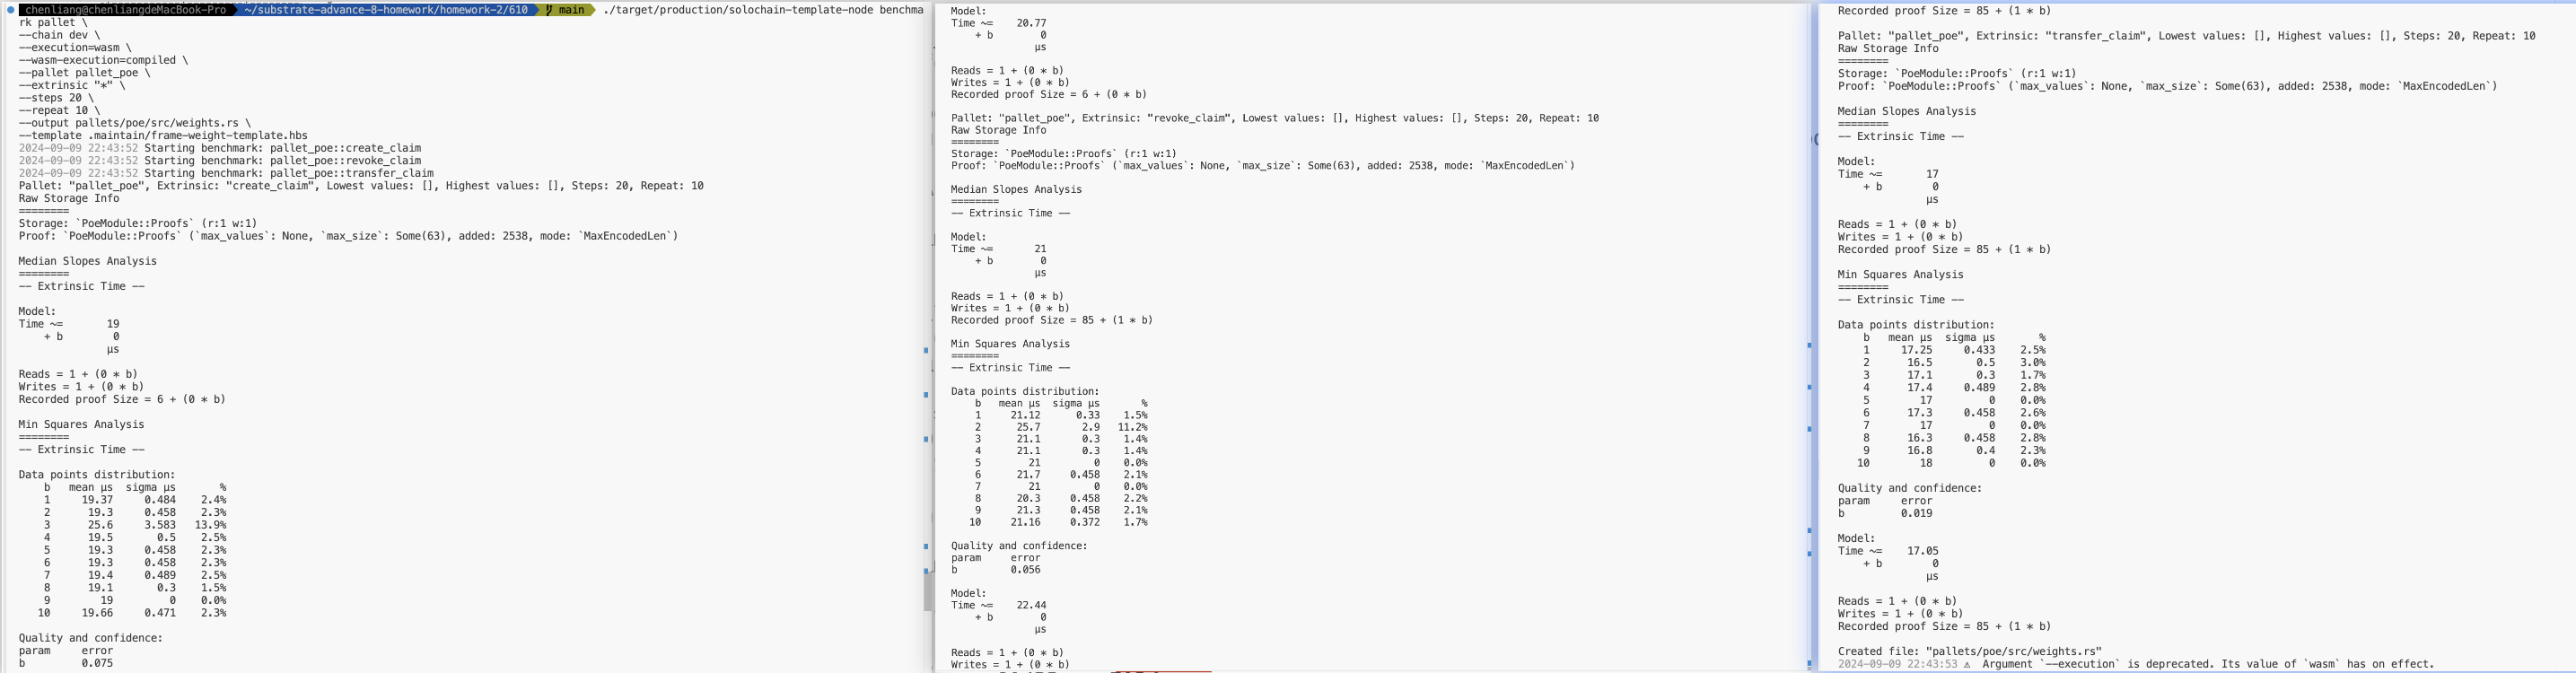 chenliang@chenliangdeMacBook-Pro ~/substrate-advance-8-homework/homework-2/610 main ./target/production/solochain-template-node benchma
rk pallet \
--chain dev \
--execution=wasm \
--wasm-execution=compiled \
--pallet pallet_poe \
--extrinsic "*" \
--steps 20 \
--repeat 10 \
--output pallets/poe/src/weights.rs \
--template .maintain/frame-weight-template.hbs
2024-09-09 22:43:52 Starting benchmark: pallet_poe::create_claim
2024-09-09 22:43:52 Starting benchmark: pallet_poe::revoke_claim
2024-09-09 22:43:52 Starting benchmark: pallet_poe::transfer_claim
Pallet: "pallet_poe", Extrinsic: "create_claim", Lowest values: [], Highest values: [], Steps: 20, Repeat: 10
Raw Storage Info
========
Storage: `PoeModule::Proofs` (r:1 w:1)
Proof: `PoeModule::Proofs` (`max_values`: None, `max_size`: Some(63), added: 2538, mode: `MaxEncodedLen`)
Median Slopes Analysis
========
-- Extrinsic Time --
Model:
Time ~= 19
+ b 0
µs
Reads = 1 + (0 * b)
Writes = 1 + (0 * b)
Recorded proof Size = 6 + (0 * b)
Min Squares Analysis
========
-- Extrinsic Time --
Data points distribution:
b mean µs sigma µs %
1 19.37 0.484 2.4%
2 19.3 0.458 2.3%
3 25.6 3.583 13.9%
4 19.5 0.5 2.5%
5 19.3 0.458 2.3%
6 19.3 0.458 2.3%
7 19.4 0.489 2.5%
8 19.1 0.3 1.5%
9 19 0 0.0%
10 19.66 0.471 2.3%
Quality and confidence:
param error
b 0.075
Model:
Time ~= 20.77
+ b 0
µs
Reads = 1 + (0 * b)
Writes = 1 + (0 * b)
Recorded proof Size = 6 + (0 * b)
Pallet: "pallet_poe", Extrinsic: "revoke_claim", Lowest values: [], Highest values: [], Steps: 20, Repeat: 10
Raw Storage Info
========
Storage: `PoeModule::Proofs` (r:1 w:1)
Proof: `PoeModule::Proofs` (`max_values`: None, `max_size`: Some(63), added: 2538, mode: `MaxEncodedLen`)
Median Slopes Analysis
========
-- Extrinsic Time --
Model:
Time ~= 21
+ b 0
µs
Reads = 1 + (0 * b)
Writes = 1 + (0 * b)
Recorded proof Size = 85 + (1 * b)
Min Squares Analysis
========
-- Extrinsic Time --
Data points distribution:
b mean µs sigma µs %
1 21.12 0.33 1.5%
2 25.7 2.9 11.2%
3 21.1 0.3 1.4%
4 21.1 0.3 1.4%
5 21 0 0.0%
6 21.7 0.458 2.1%
7 21 0 0.0%
8 20.3 0.458 2.2%
9 21.3 0.458 2.1%
10 21.16 0.372 1.7%
Quality and confidence:
param error
b 0.056
Model:
Time ~= 22.44
+ b 0
µs
Reads = 1 + (0 * b)
Writes = 1 + (0 * b)
Recorded proof Size = 85 + (1 * b)
Pallet: "pallet_poe", Extrinsic: "transfer_claim", Lowest values: [], Highest values: [], Steps: 20, Repeat: 10
Raw Storage Info
========
Storage: `PoeModule::Proofs` (r:1 w:1)
Proof: `PoeModule::Proofs` (`max_values`: None, `max_size`: Some(63), added: 2538, mode: `MaxEncodedLen`)
Median Slopes Analysis
========
-- Extrinsic Time --
Model:
Time ~= 17
+ b 0
µs
Reads = 1 + (0 * b)
Writes = 1 + (0 * b)
Recorded proof Size = 85 + (1 * b)
Min Squares Analysis
========
-- Extrinsic Time --
Data points distribution:
b mean µs sigma µs %
1 17.25 0.433 2.5%
2 16.5 0.5 3.0%
3 17.1 0.3 1.7%
4 17.4 0.489 2.8%
5 17 0 0.0%
6 17.3 0.458 2.6%
7 17 0 0.0%
8 16.3 0.458 2.8%
9 16.8 0.4 2.3%
10 18 0 0.0%
Quality and confidence:
param error
b 0.019
Model:
Time ~= 17.05
+ b 0
µs
Reads = 1 + (0 * b)
Writes = 1 + (0 * b)
Recorded proof Size = 85 + (1 * b)
Created file: "pallets/poe/src/weights.rs"
2024-09-09 22:43:53 ⚠ Argument `--execution` is deprecated. Its value of `wasm` has on effect.